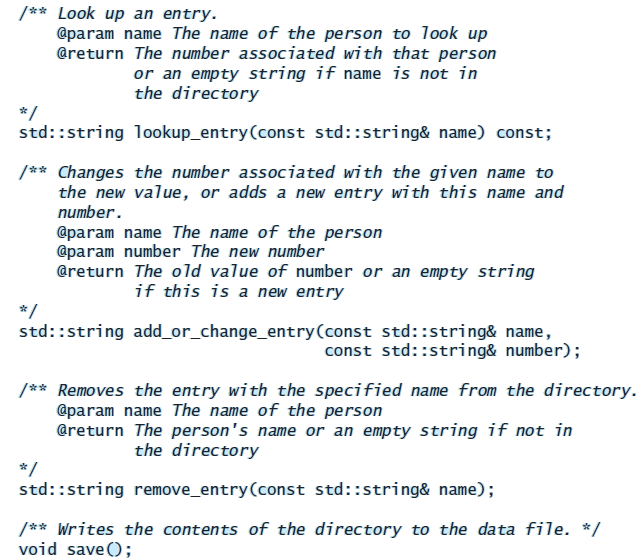 /** Look up an entry.
    @param name The name of the person to look up
    @return The number associated with that person
            or an empty string if name is not in
            the directory
*/
std::string lookup_entry(const std::string& name) const;

/** Changes the number associated with the given name to
    the new value, or adds a new entry with this name and
    number.
    @param name The name of the person
    @param number The new number
    @return The old value of number or an empty string
            if this is a new entry
*/
std::string add_or_change_entry(const std::string& name,
                                const std::string& number);

/** Removes the entry with the specified name from the directory.
    @param name The name of the person
    @return The person's name or an empty string if not in
            the directory
*/
std::string remove_entry(const std::string& name);

/** Writes the contents of the directory to the data file. */
void save();